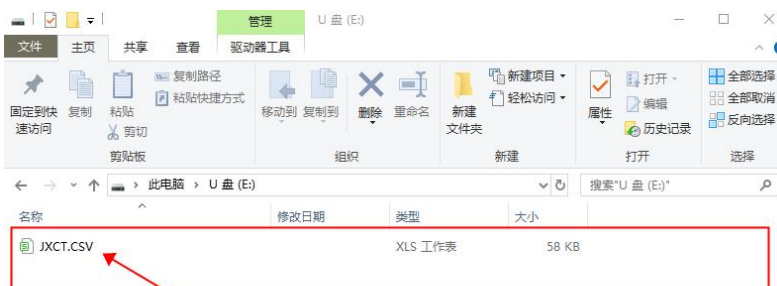 管理 U 盘 (E:)
文件 主页 共享 查看 驱动器工具
固定到快速访问 复制 粘贴 复制路径 粘贴快捷方式 剪切 移动到 复制到 删除 重命名 新建文件夹 新建项目 轻松访问 属性 打开 编辑 历史记录 全部选择 全部取消 反向选择
剪贴板 组织 新建 打开 选择
此电脑 › U 盘 (E:) 搜索"U 盘 (E:)"
名称 修改日期 类型 大小
JXCT.CSV XLS 工作表 58 KB